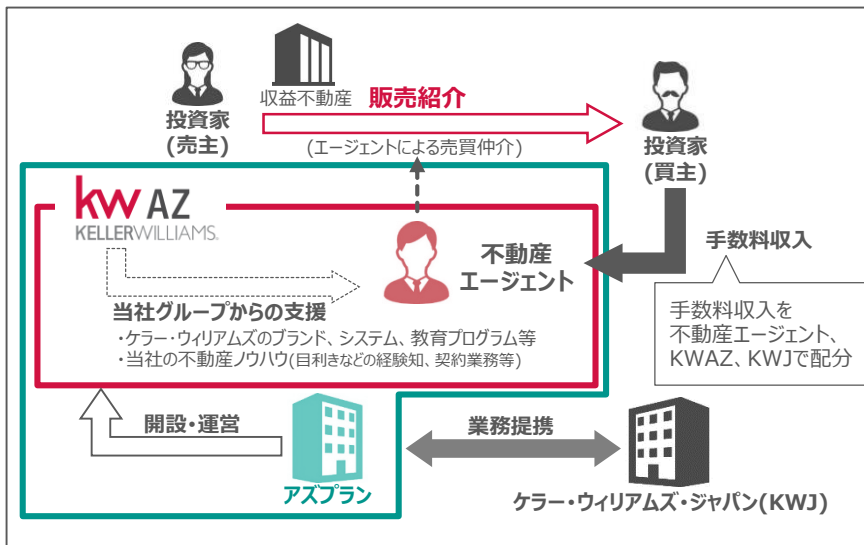 収益不動産
販売紹介
投資家
(売主)
(エージェントによる売買仲介)
投資家
(買主)
kw AZ
KELLERWILLIAMS.
不動産
エージェント
手数料収入
当社グループからの支援
・ケラー・ウィリアムズのブランド、システム、教育プログラム等
・当社の不動産ノウハウ(目利きなどの経験知、契約業務等)
手数料収入を
不動産エージェント、
KWAZ、KWJで配分
開設・運営
業務提携
アズプラン
ケラー・ウィリアムズ・ジャパン(KWJ)